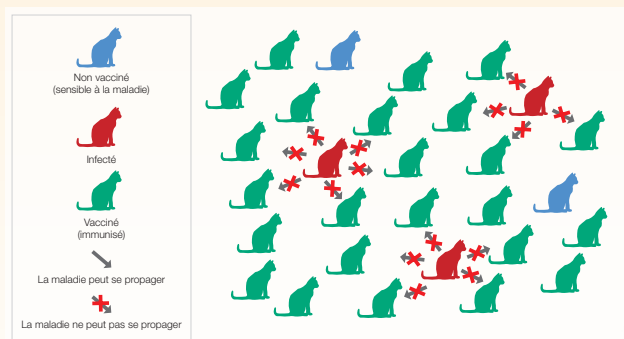 Non vacciné
(sensible à la maladie)
Infecté
Vacciné
(immunisé)
La maladie peut se propager
La maladie ne peut pas se propager